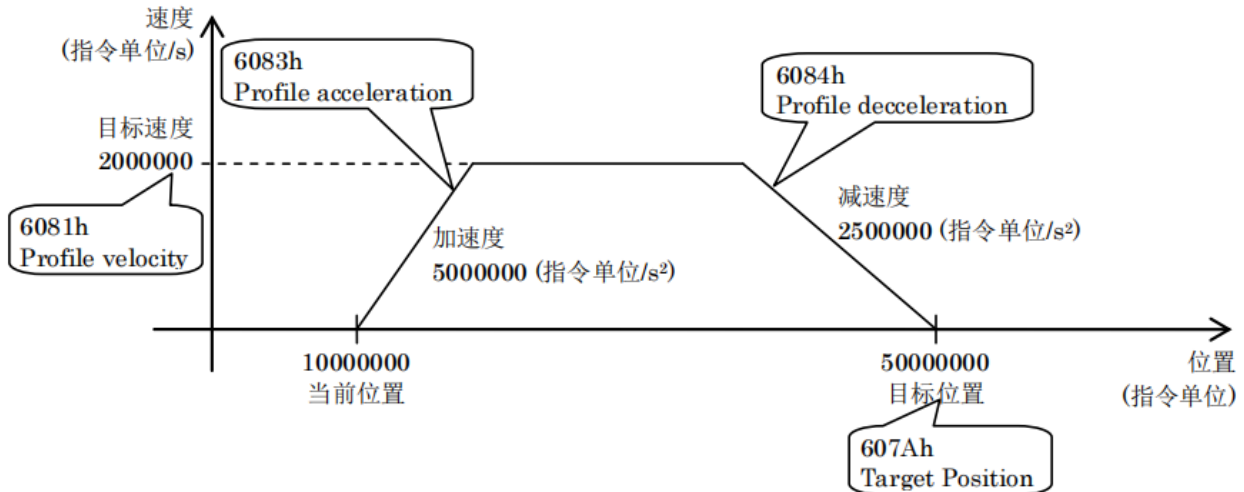 速度
(指令单位/s)
6083h
Profile acceleration
6084h
Profile decceleration
目标速度
2000000
6081h
Profile velocity
加速度
5000000 (指令单位/s²)
减速度
2500000 (指令单位/s²)
10000000
当前位置
50000000
目标位置
位置
(指令单位)
607Ah
Target Position